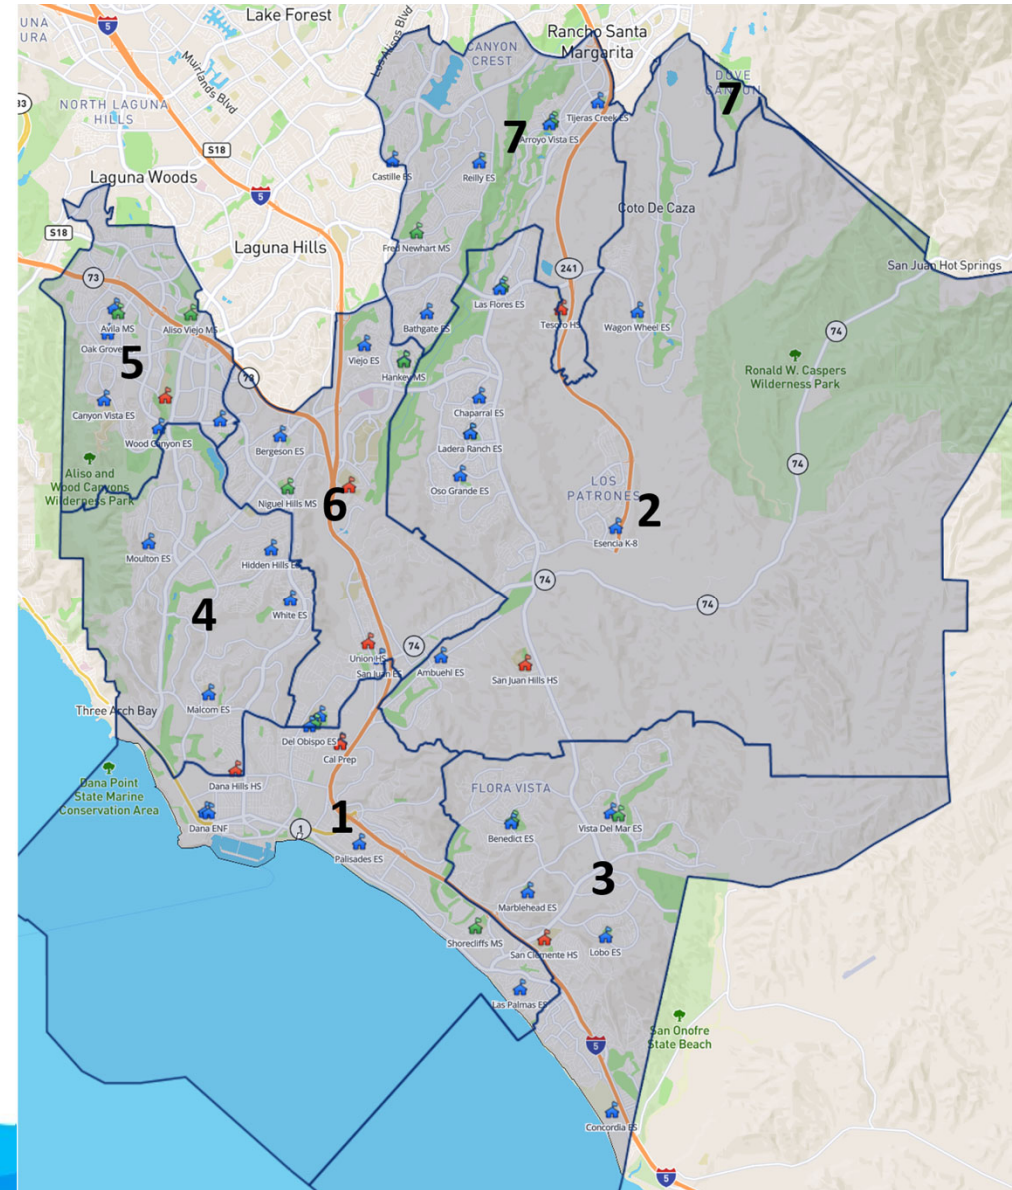 Lake Forest
5
UNA
URA
Los Alisos Blvd
CANYON
CREST
Rancho Santa
Margarita
Muirlands Blvd
NORTH LAGUNA
HILLS
7
Tijeras Creek ES
Arroyo Vista ES
7
S18
Castille ES
Reilly ES
Laguna Woods
5
Coto De Caza
S18
Laguna Hills
Fred Newhart MS
73
241
San Juan Hot Springs
Las Flores ES
Avila MS
Aliso Viejo MS
Bathgate ES
Tesoro HS
Wagon Wheel ES
74
Oak Grove
5
Viejo ES
Hankey MS
73
Ronald W. Caspers
Wilderness Park
Canyon Vista ES
Chaparral ES
Wood Canyon ES
Bergeson ES
Ladera Ranch ES
Aliso and
Wood Canyons
Wilderness Park
74
Oso Grande ES
LOS
PATRONES
Niguel Hills MS
6
2
Esencia K-8
Moulton ES
Hidden Hills ES
74
74
4
White ES
74
Union HS
San Juan ES
Ambuehl ES
San Juan Hills HS
Malcom ES
Three Arch Bay
Del Obispo ES
Cal Prep
Dana Point
State Marine
Conservation Area
Dana Hills HS
FLORA VISTA
1
Dana ENF
1
Benedict ES
Vista Del Mar ES
Palisades ES
3
Marblehead ES
Shorecliffs MS
San Clemente HS
Lobo ES
Las Palmas ES
San Onofre
State Beach
5
Concordia ES
5